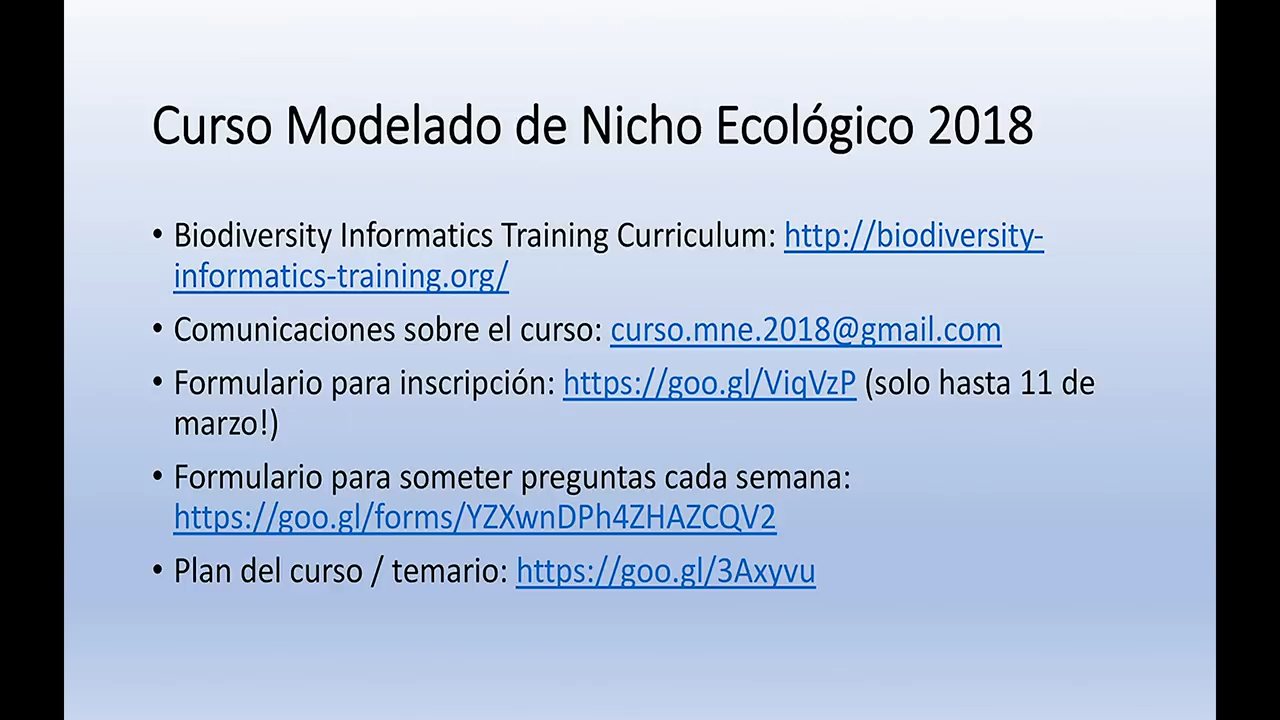 Curso Modelado de Nicho Ecológico 2018
• Biodiversity Informatics Training Curriculum: http://biodiversity-
informatics-training.org/
• Comunicaciones sobre el curso: curso.mne.2018@gmail.com
• Formulario para inscripción: https://goo.gl/ViqVzP (solo hasta 11 de
marzo!)
• Formulario para someter preguntas cada semana:
https://goo.gl/forms/YZXwnDPh4ZHAZCQV2
• Plan del curso / temario: https://goo.gl/3Axyvu